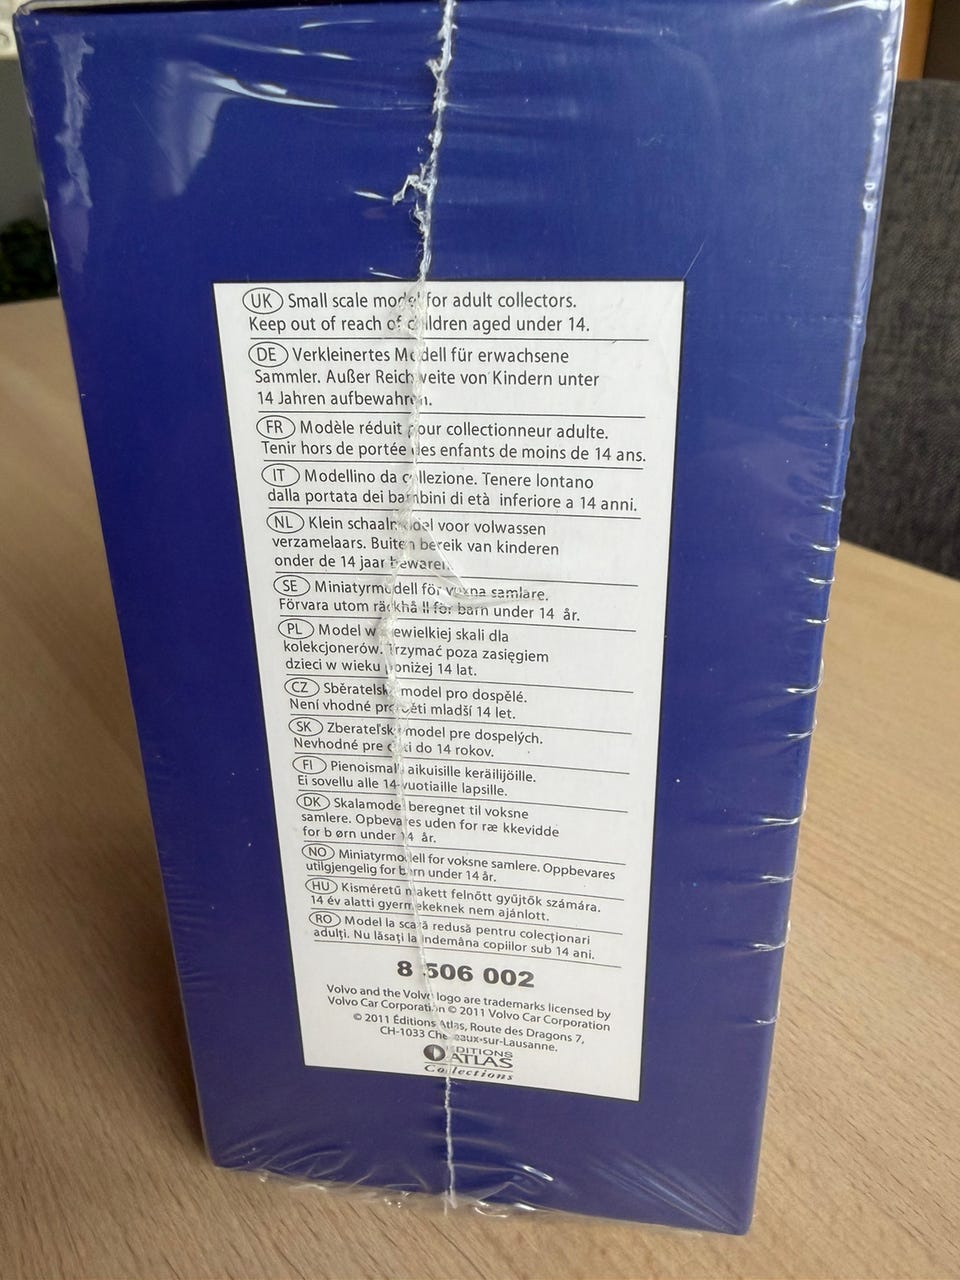 UK Small scale model for adult collectors.
Keep out of reach of children aged under 14.
DE Verkleinertes Modell für erwachsene
Sammler. Außer Reichweite von Kindern unter
14 Jahren aufbewahren.
FR Modèle réduit pour collectionneur adulte.
Tenir hors de portée des enfants de moins de 14 ans.
IT Modellino da collezione. Tenere lontano
dalla portata dei bambini di età inferiore a 14 anni.
NL Klein schaalmodel voor volwassen
verzamelaars. Buiten bereik van kinderen
onder de 14 jaar bewaren.
SE Miniatyrmodell för vuxna samlare.
Förvara utom räckhå ll för barn under 14 år.
PL Model w niewielkiej skali dla
kolekcjonerów. Trzymać poza zasięgiem
dzieci w wieku poniżej 14 lat.
CZ Sběratelský model pro dospělé.
Není vhodné pro děti mladší 14 let.
SK Zberateľský model pre dospelých.
Nevhodné pre deti do 14 rokov.
FI Pienoismalli aikuisille keräilijöille.
Ei sovellu alle 14-vuotiaille lapsille.
DK Skalamodel beregnet til voksne
samlere. Opbevares uden for ræ kkevidde
for b ørn under 14 år.
NO Miniatyrmodell for voksne samlere. Oppbevares
utilgjengelig for barn under 14 år.
HU Kisméretű makett felnőtt gyűjtők számára.
14 év alatti gyermekeknek nem ajánlott.
RO Model la scară redusă pentru colecționari
adulți. Nu lăsați la îndemâna copiilor sub 14 ani.
8 506 002
Volvo and the Volvo logo are trademarks licensed by
Volvo Car Corporation © 2011 Volvo Car Corporation
© 2011 Éditions Atlas, Route des Dragons 7,
CH-1033 Cheseaux-sur-Lausanne.
EDITIONS
ATLAS
Collections